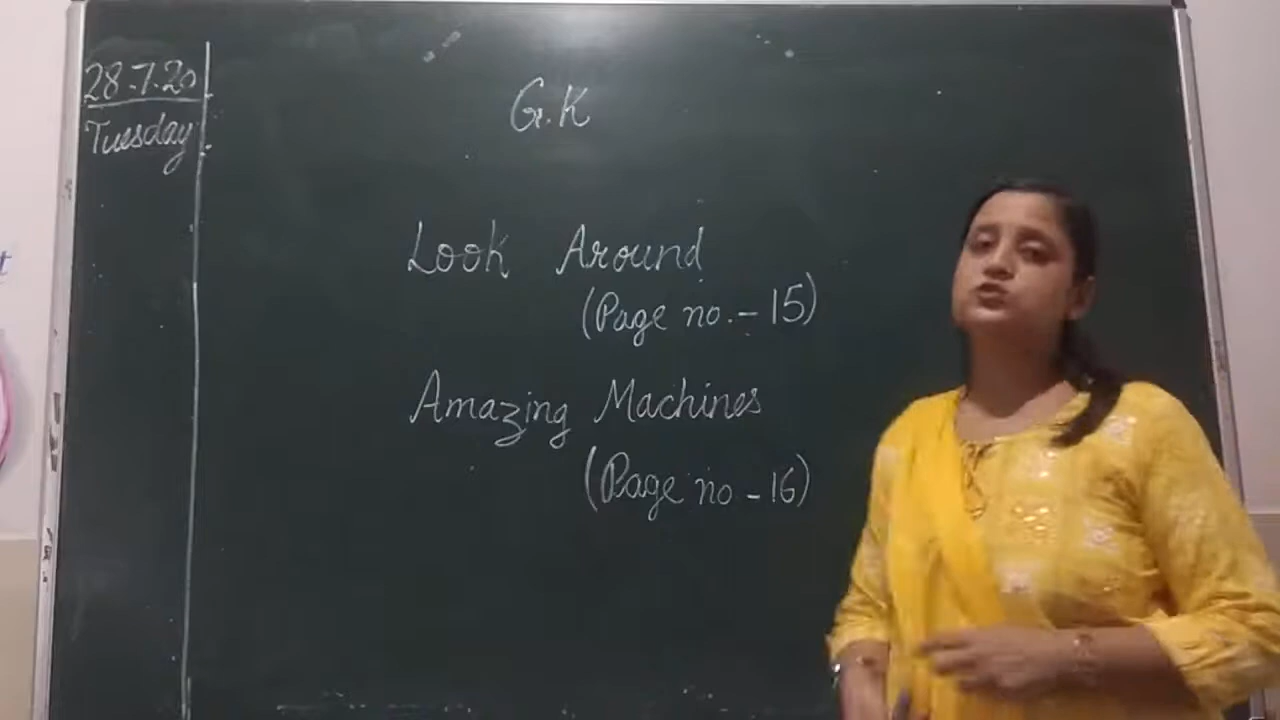 28.7.20
Tuesday
G.K
Look Around
(Page no.- 15)
Amazing Machines
(Page no - 16)